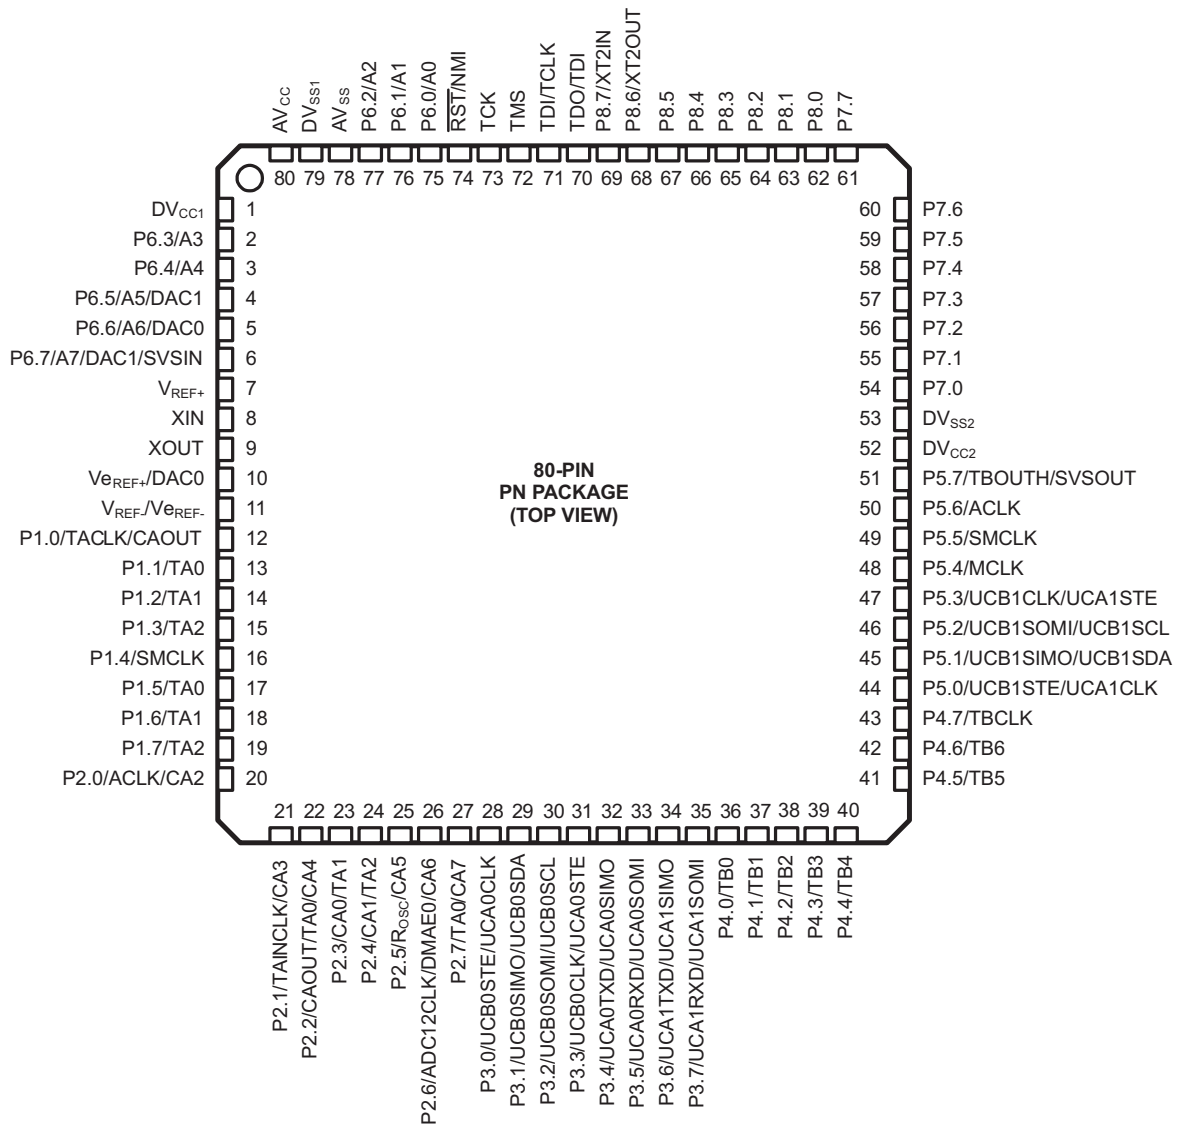 AVCC
DVSS1
AVSS
P6.2/A2
P6.1/A1
P6.0/A0
RST/NMI
TCK
TMS
TDI/TCLK
TDO/TDI
P8.7/XT2IN
P8.6/XT2OUT
P8.5
P8.4
P8.3
P8.2
P8.1
P8.0
P7.7
80 79 78 77 76 75 74 73 72 71 70 69 68 67 66 65 64 63 62 61
DVCC1 1
P6.3/A3 2
P6.4/A4 3
P6.5/A5/DAC1 4
P6.6/A6/DAC0 5
P6.7/A7/DAC1/SVSIN 6
VREF+ 7
XIN 8
XOUT 9
VeREF+/DAC0 10
VREF-/VeREF- 11
P1.0/TACLK/CAOUT 12
P1.1/TA0 13
P1.2/TA1 14
P1.3/TA2 15
P1.4/SMCLK 16
P1.5/TA0 17
P1.6/TA1 18
P1.7/TA2 19
P2.0/ACLK/CA2 20
80-PIN
PN PACKAGE
(TOP VIEW)
60 P7.6
59 P7.5
58 P7.4
57 P7.3
56 P7.2
55 P7.1
54 P7.0
53 DVSS2
52 DVCC2
51 P5.7/TBOUTH/SVSOUT
50 P5.6/ACLK
49 P5.5/SMCLK
48 P5.4/MCLK
47 P5.3/UCB1CLK/UCA1STE
46 P5.2/UCB1SOMI/UCB1SCL
45 P5.1/UCB1SIMO/UCB1SDA
44 P5.0/UCB1STE/UCA1CLK
43 P4.7/TBCLK
42 P4.6/TB6
41 P4.5/TB5
21 22 23 24 25 26 27 28 29 30 31 32 33 34 35 36 37 38 39 40
P2.1/TAINCLK/CA3
P2.2/CAOUT/TA0/CA4
P2.3/CA0/TA1
P2.4/CA1/TA2
P2.5/ROSC/CA5
P2.6/ADC12CLK/DMAE0/CA6
P2.7/TA0/CA7
P3.0/UCB0STE/UCA0CLK
P3.1/UCB0SIMO/UCB0SDA
P3.2/UCB0SOMI/UCB0SCL
P3.3/UCB0CLK/UCA0STE
P3.4/UCA0TXD/UCA0SIMO
P3.5/UCA0RXD/UCA0SOMI
P3.6/UCA1TXD/UCA1SIMO
P3.7/UCA1RXD/UCA1SOMI
P4.0/TB0
P4.1/TB1
P4.2/TB2
P4.3/TB3
P4.4/TB4